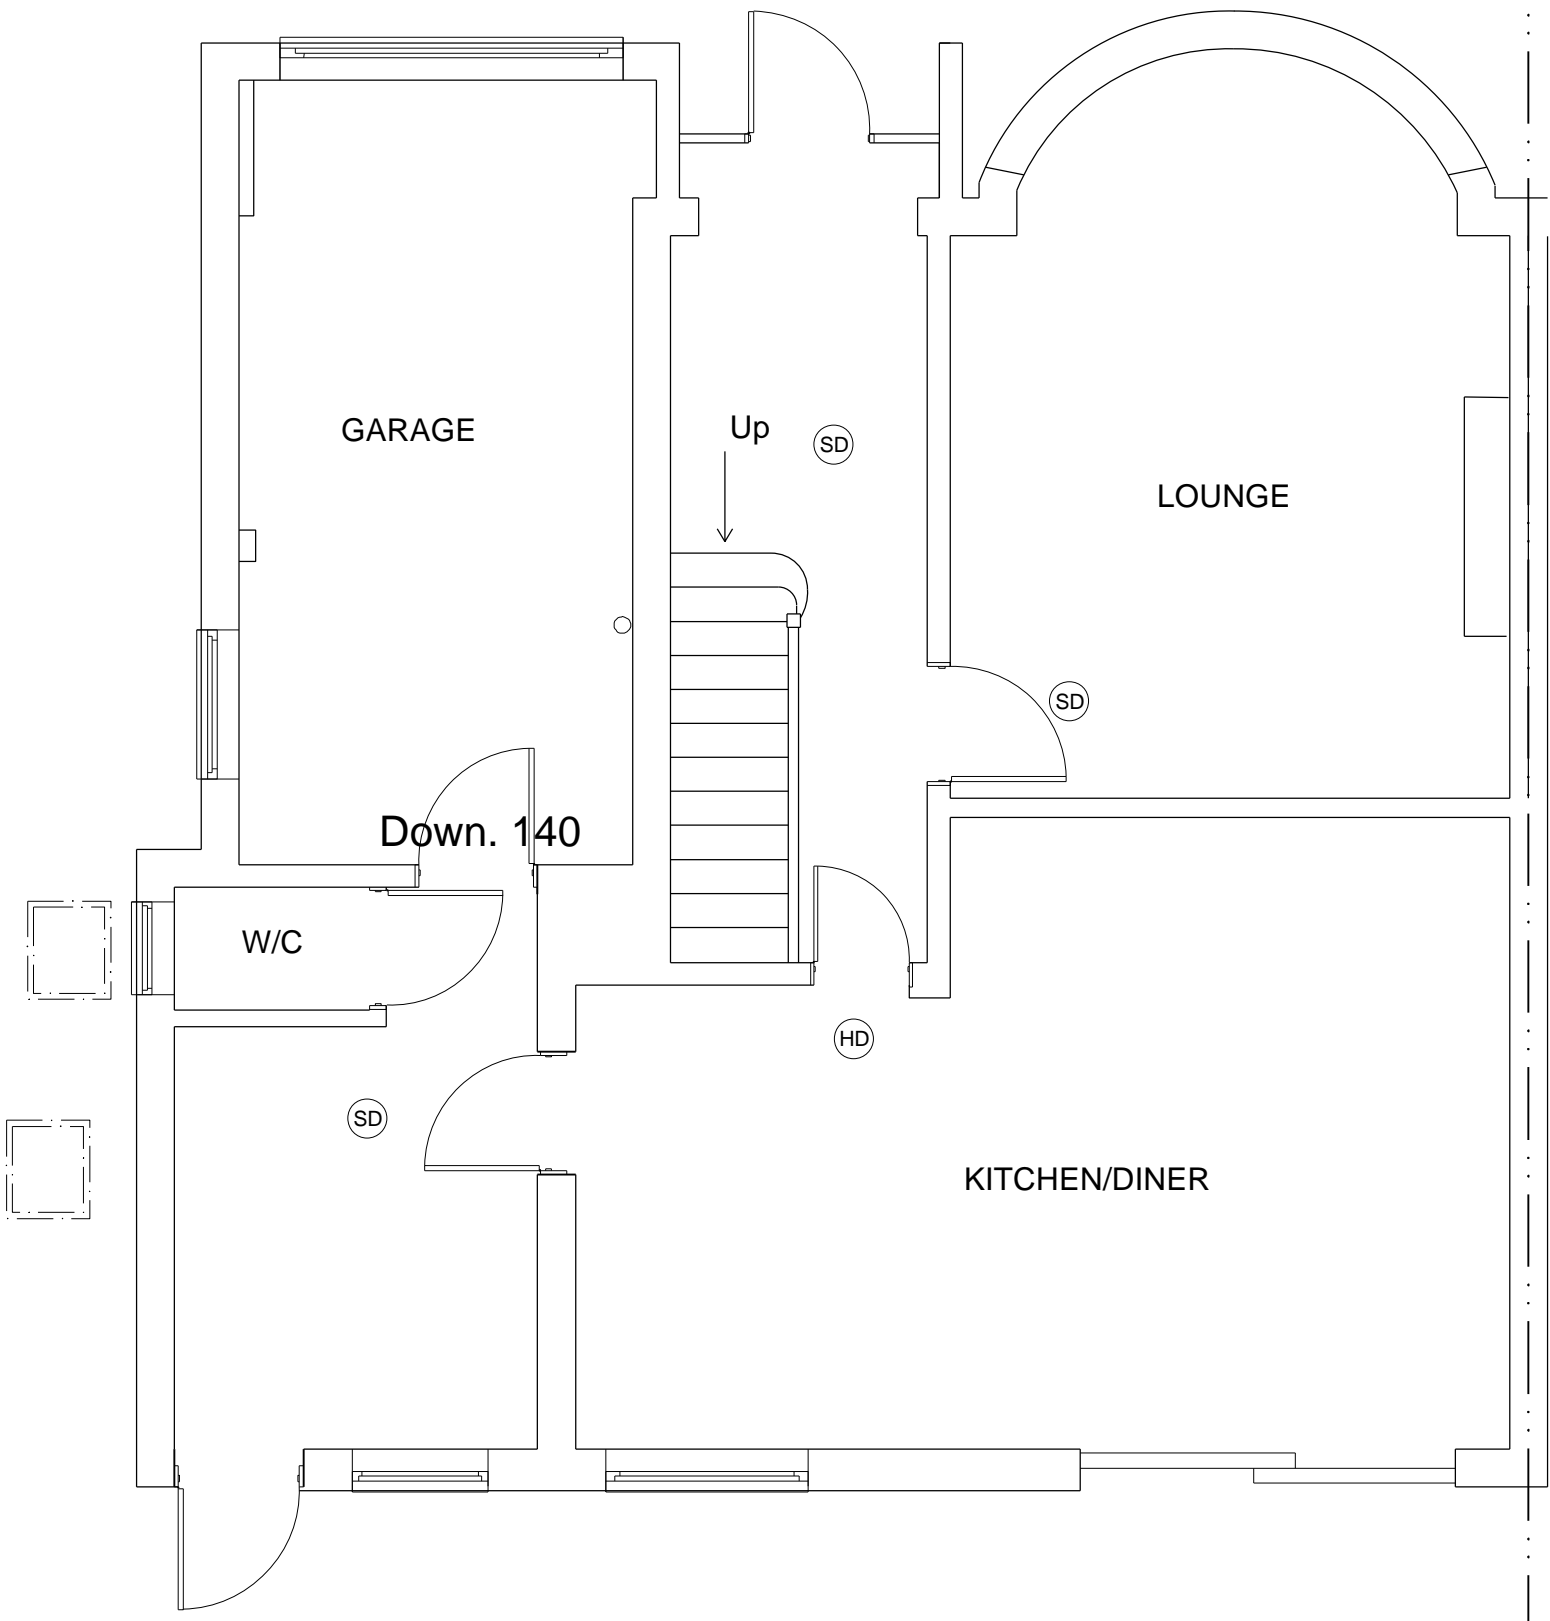 GARAGE
Up
SD
LOUNGE
SD
Down. 140
W/C
HD
SD
KITCHEN/DINER